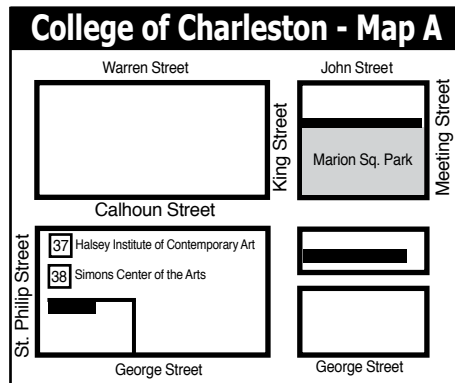 College of Charleston - Map A
Warren Street
John Street
King Street
Meeting Street
Marion Sq. Park
Calhoun Street
St. Philip Street
37 Halsey Institute of Contemporary Art
38 Simons Center of the Arts
George Street
George Street